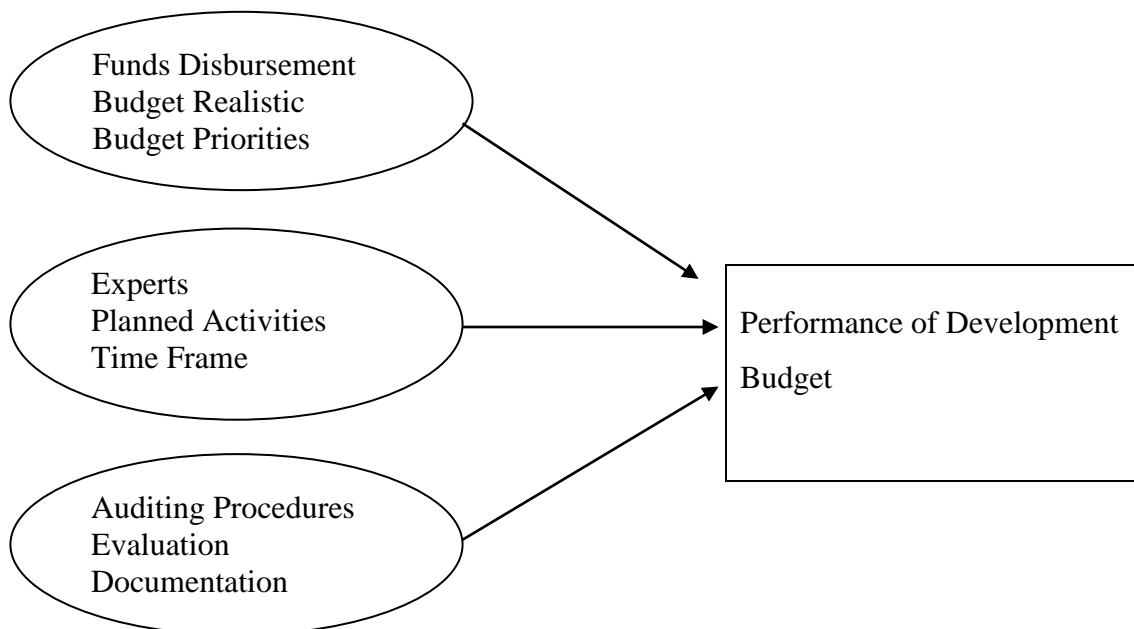 Funds Disbursement
Budget Realistic
Budget Priorities
Experts
Planned Activities
Time Frame
Performance of Development
Budget
Auditing Procedures
Evaluation
Documentation